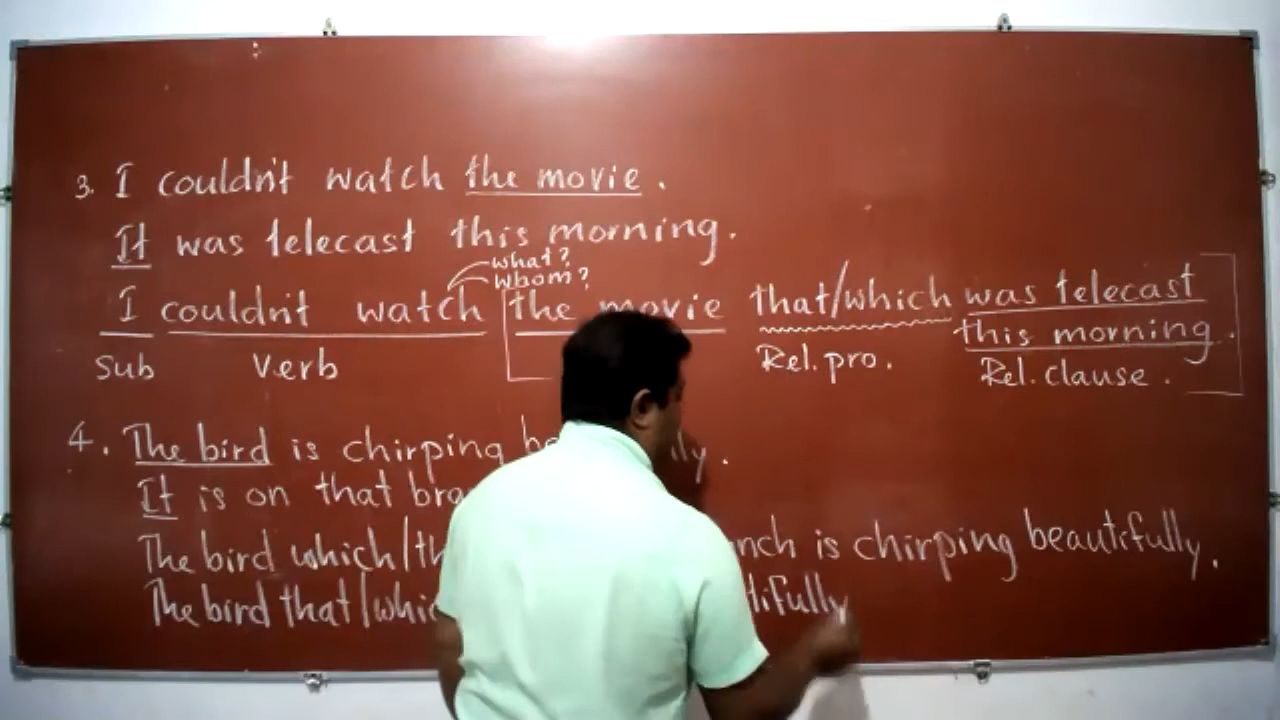 3. I couldn't watch the movie.
It was telecast this morning.
what?
whom?
I couldn't watch the movie that/which was telecast
this morning.
Sub Verb Rel. pro. Rel. clause.
4. The bird is chirping
It is on that
The bird which/ is chirping beautifully.
The bird that/